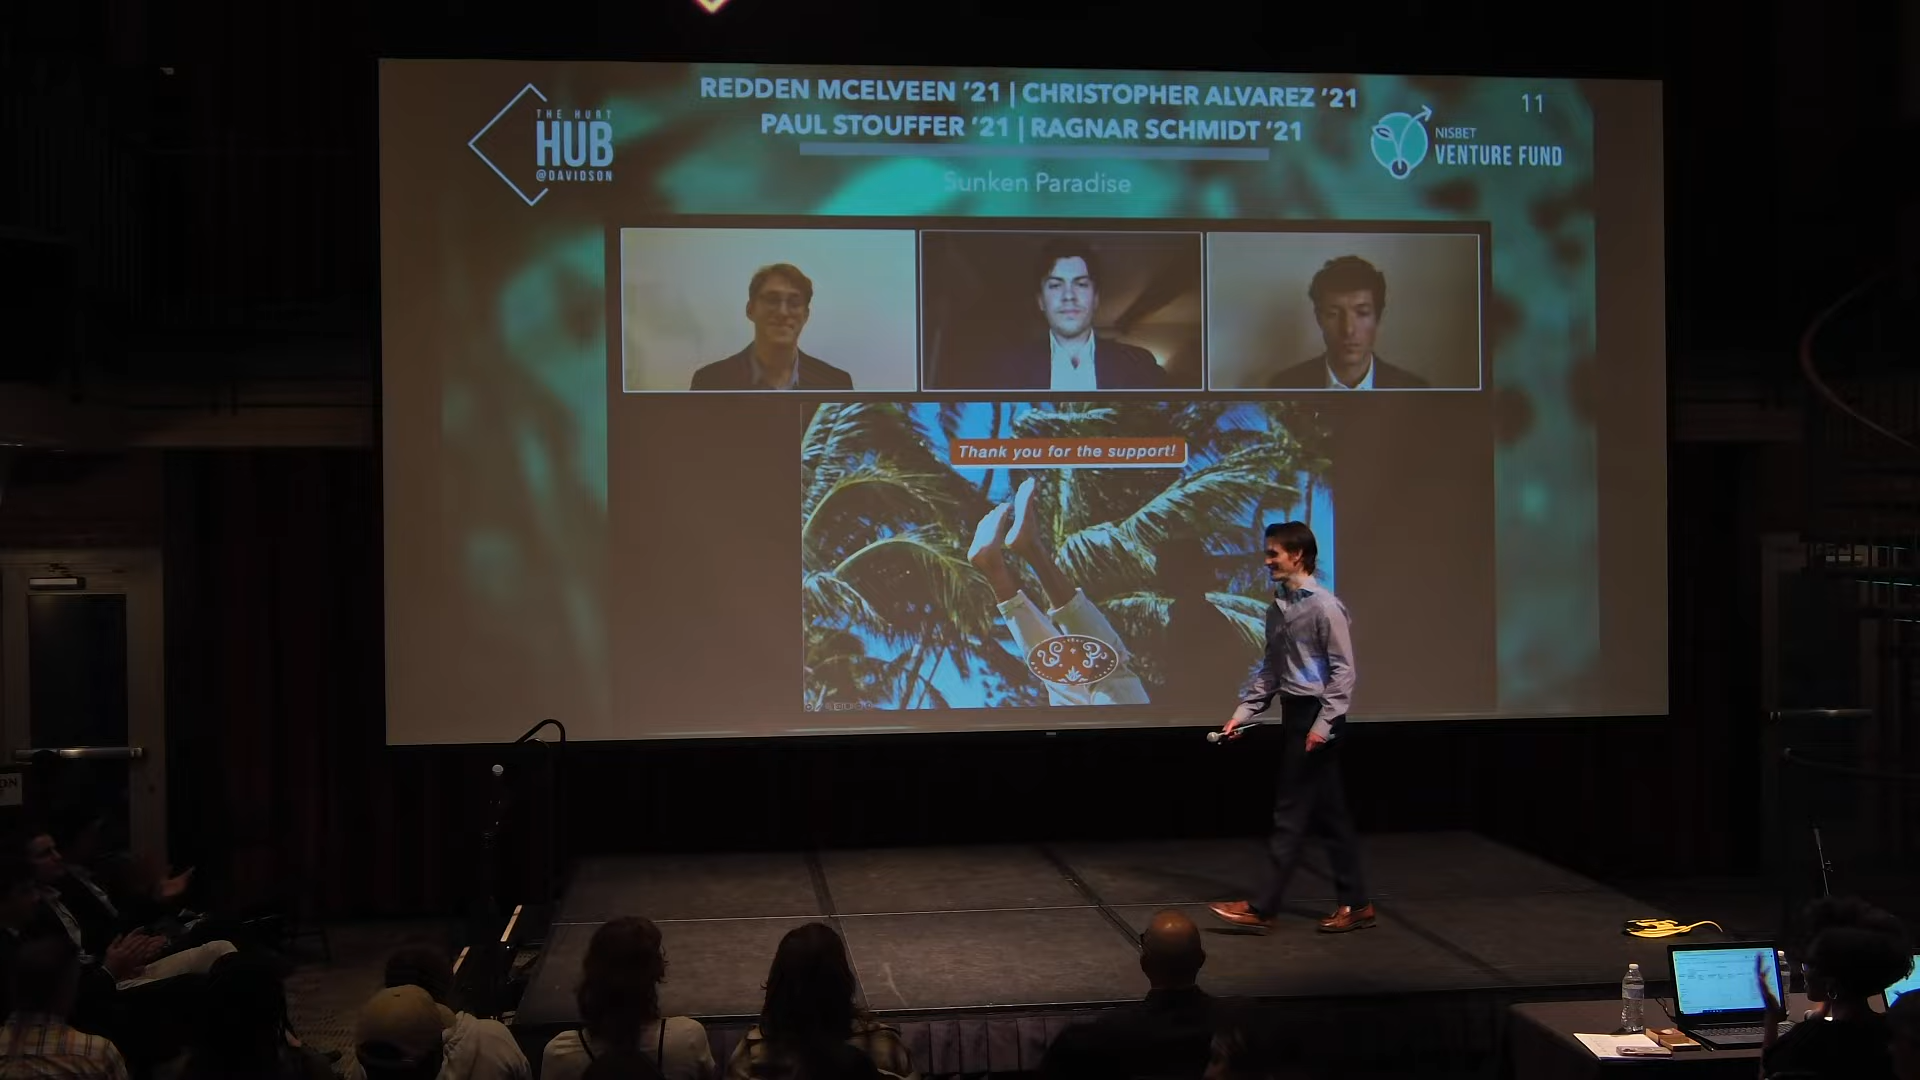 REDDEN MCELVEEN ’21 | CHRISTOPHER ALVAREZ ’21
PAUL STOUFFER ’21 | RAGNAR SCHMIDT ’21
Sunken Paradise
THE HURT
HUB
@DAVIDSON
NISBET
VENTURE FUND
11
Thank you for the support!
S P
ON